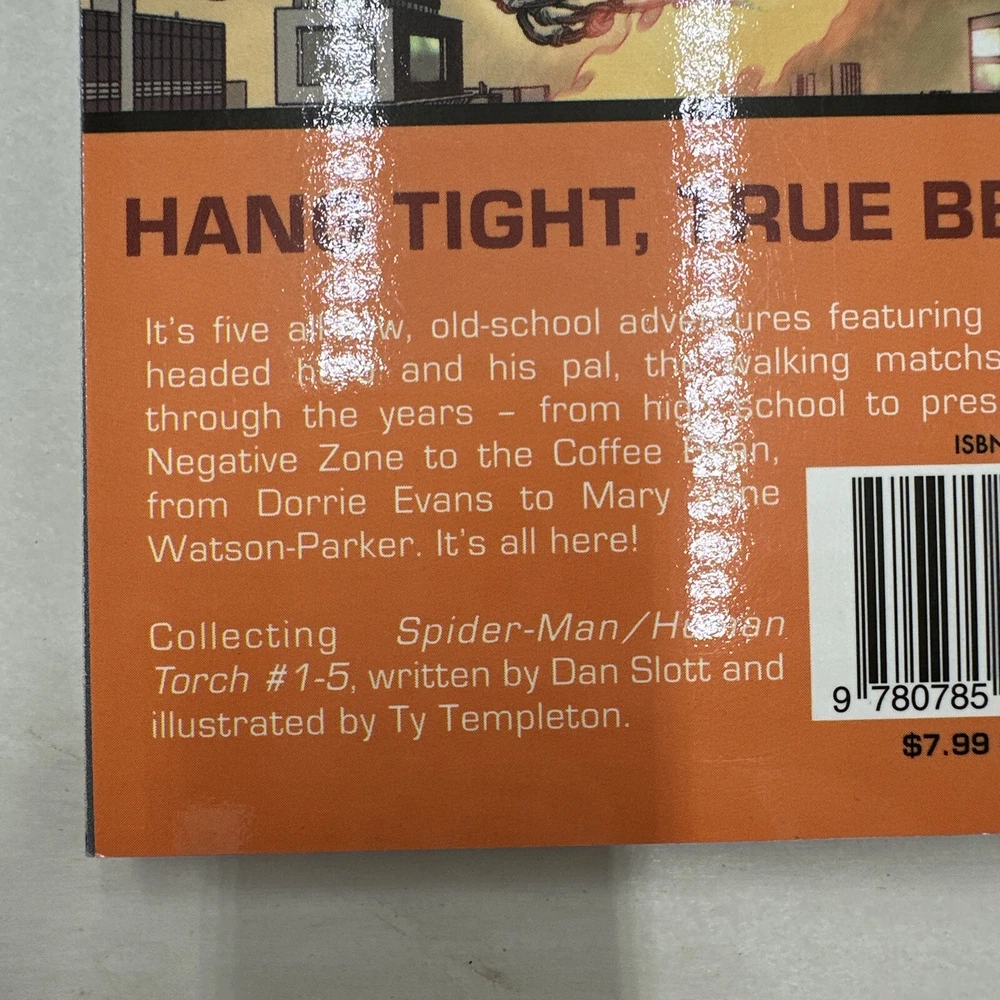 HANG TIGHT, TRUE BE
It's five all-new, old-school adventures featuring
headed hero and his pal, the walking matchs
through the years – from high school to pres
Negative Zone to the Coffee Bean,
from Dorrie Evans to Mary Jane
Watson-Parker. It's all here!
ISBN
Collecting Spider-Man/Human
Torch #1-5, written by Dan Slott and
illustrated by Ty Templeton.
9 780785
$7.99